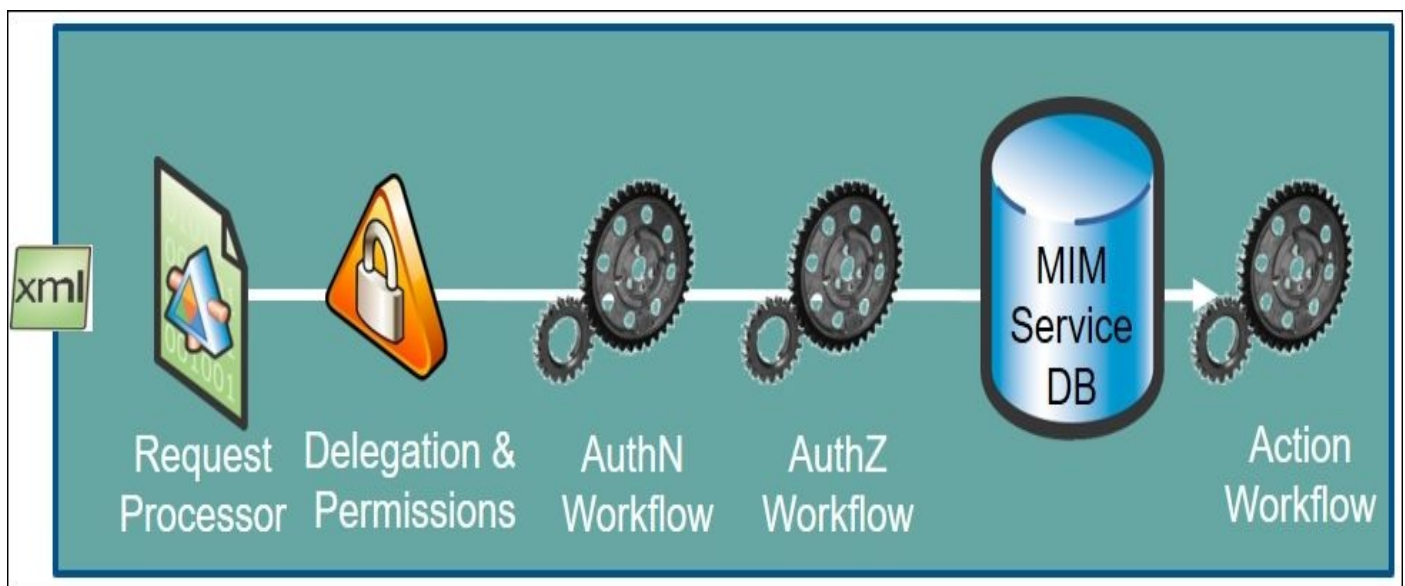 xml
Request
Processor
Delegation &
Permissions
AuthN
Workflow
AuthZ
Workflow
MIM
Service
DB
Action
Workflow